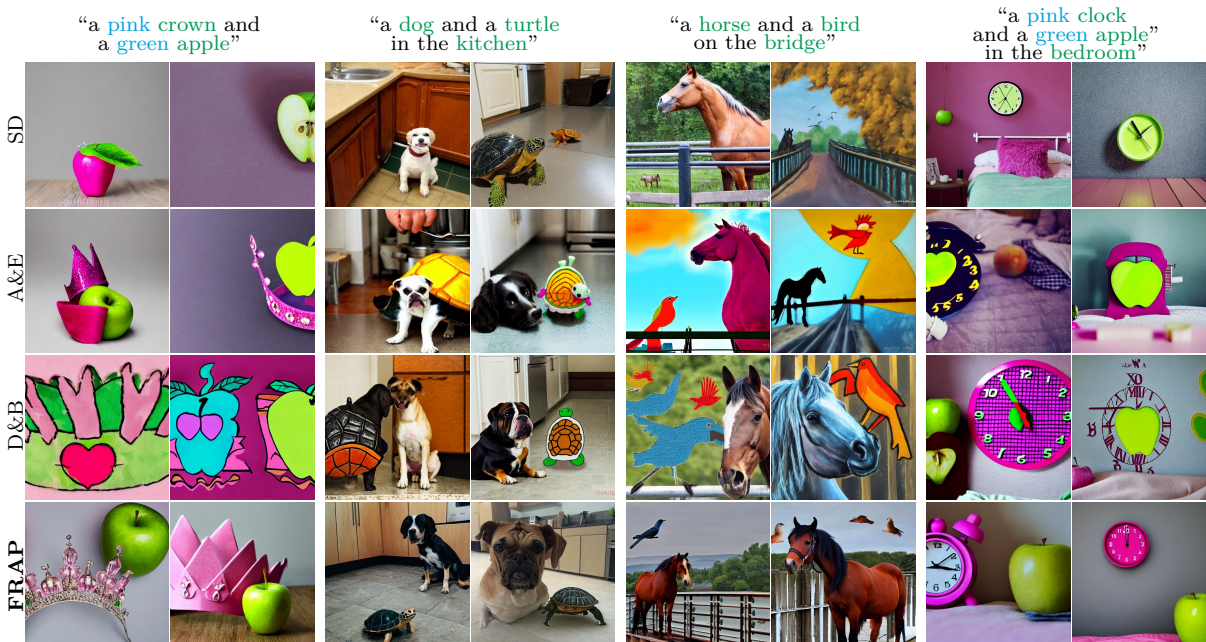 “a pink crown and
a green apple”
“a dog and a turtle
in the kitchen”
“a horse and a bird
on the bridge”
“a pink clock
and a green apple”
in the bedroom”
SD
A&E
D&B
FRAP